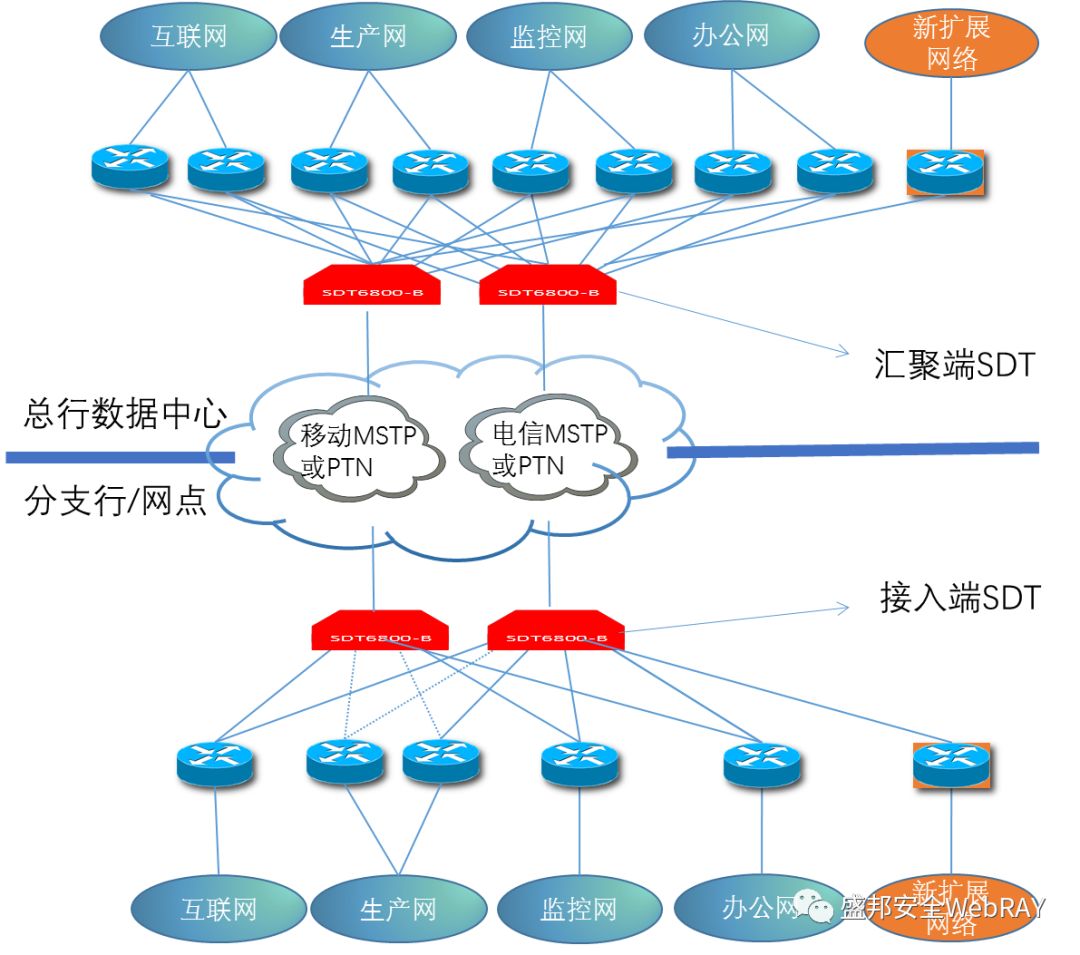 互联网
生产网
监控网
办公网
新扩展
网络
SDT6800-B
SDT6800-B
汇聚端SDT
总行数据中心
移动MSTP
或PTN
电信MSTP
或PTN
分支行/网点
接入端SDT
SDT6800-B
SDT6800-B
互联网
生产网
监控网
办公网
新扩展
网络
盛邦安全WebRAY